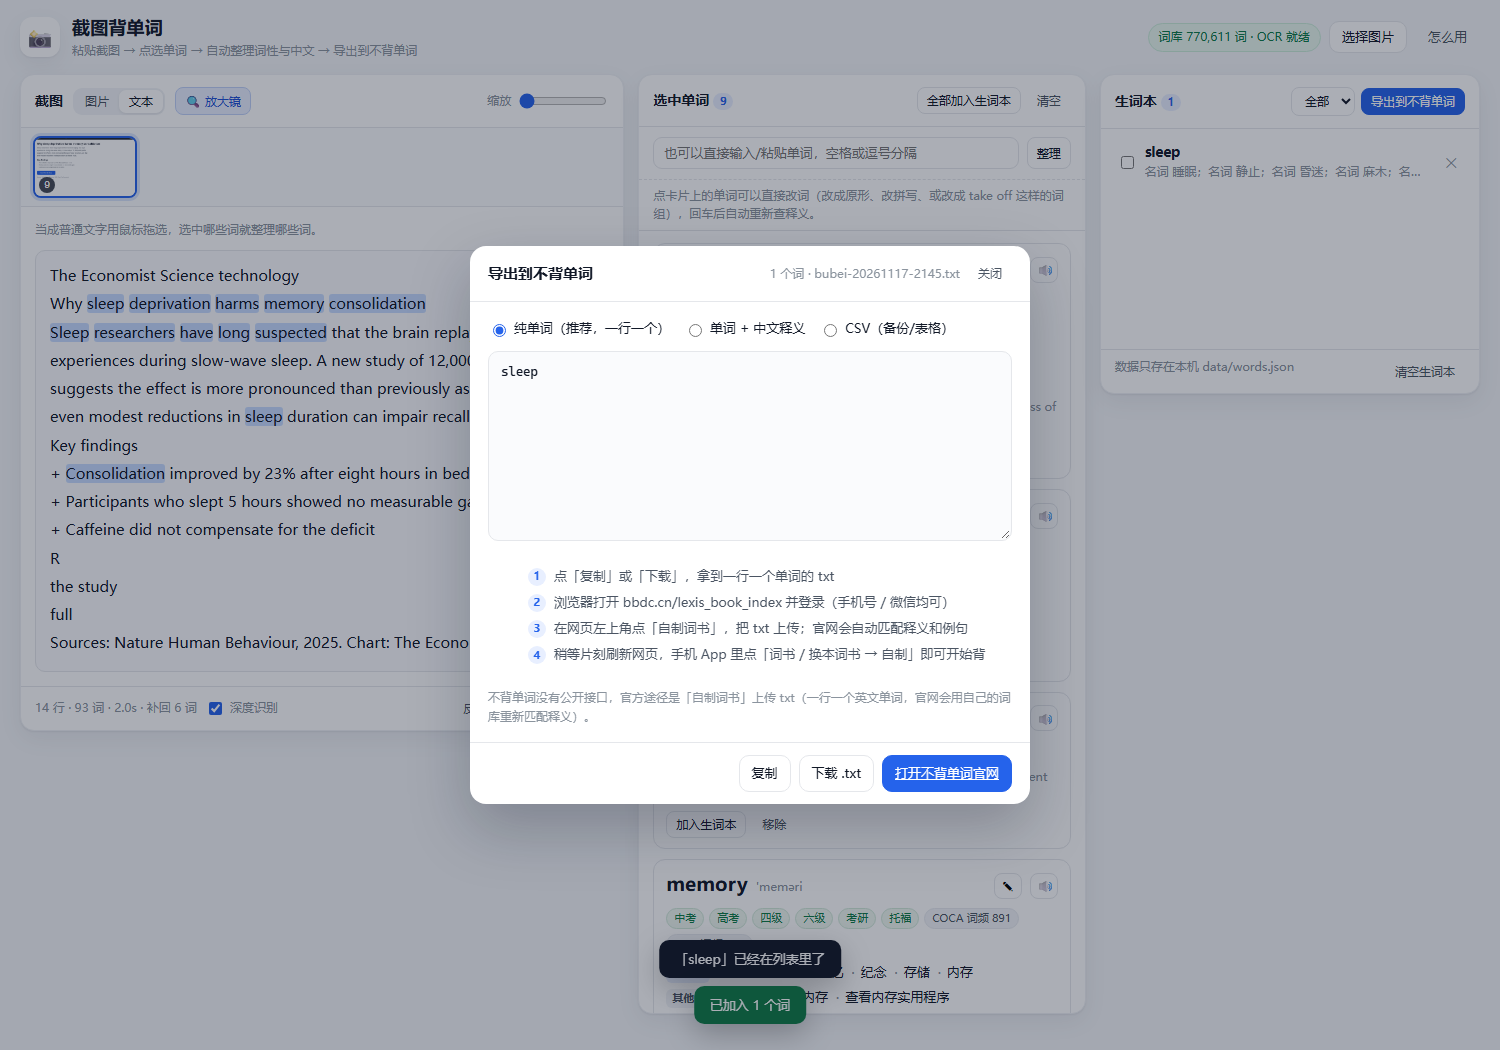 截图背单词
粘贴截图 → 点选单词 → 自动整理词性与中文 → 导出到不背单词
词库 770,611 词 · OCR 就绪
选择图片
怎么用
截图
图片
文本
放大镜
缩放
9
当成普通文字用鼠标拖选，选中哪些词就整理哪些词。
The Economist Science technology
Why sleep deprivation harms memory consolidation
Sleep researchers have long suspected that the brain repla
experiences during slow-wave sleep. A new study of 12,000
suggests the effect is more pronounced than previously as
even modest reductions in sleep duration can impair recall
Key findings
+ Consolidation improved by 23% after eight hours in bed
+ Participants who slept 5 hours showed no measurable ga
+ Caffeine did not compensate for the deficit
R
the study
full
Sources: Nature Human Behaviour, 2025. Chart: The Econo
14 行 · 93 词 · 2.0s · 补回 6 词
深度识别
选中单词 9
全部加入生词本
清空
也可以直接输入/粘贴单词，空格或逗号分隔
整理
点卡片上的单词可以直接改词（改成原形、改拼写、或改成 take off 这样的词
组），回车后自动重新查释义。
ss of
ent
加入生词本
移除
memory ˈmeməri
中考 高考 四级 六级 考研 托福 COCA 词频 891
· 纪念 · 存储 · 内存
其他
内存 · 查看内存实用程序
生词本 1
全部
导出到不背单词
sleep
名词 睡眠；名词 静止；名词 昏迷；名词 麻木；名...
数据只存在本机 data/words.json
清空生词本
导出到不背单词
1 个词 · bubei-20261117-2145.txt
关闭
纯单词（推荐，一行一个）
单词 + 中文释义
CSV（备份/表格）
sleep
1 点「复制」或「下载」，拿到一行一个单词的 txt
2 浏览器打开 bbdc.cn/lexis_book_index 并登录（手机号 / 微信均可）
3 在网页左上角点「自制词书」，把 txt 上传；官网会自动匹配释义和例句
4 稍等片刻刷新网页，手机 App 里点「词书 / 换本词书 → 自制」即可开始背
不背单词没有公开接口，官方途径是「自制词书」上传 txt（一行一个英文单词，官网会用自己的词
库重新匹配释义）。
复制
下载 .txt
打开不背单词官网
「sleep」已经在列表里了
已加入 1 个词